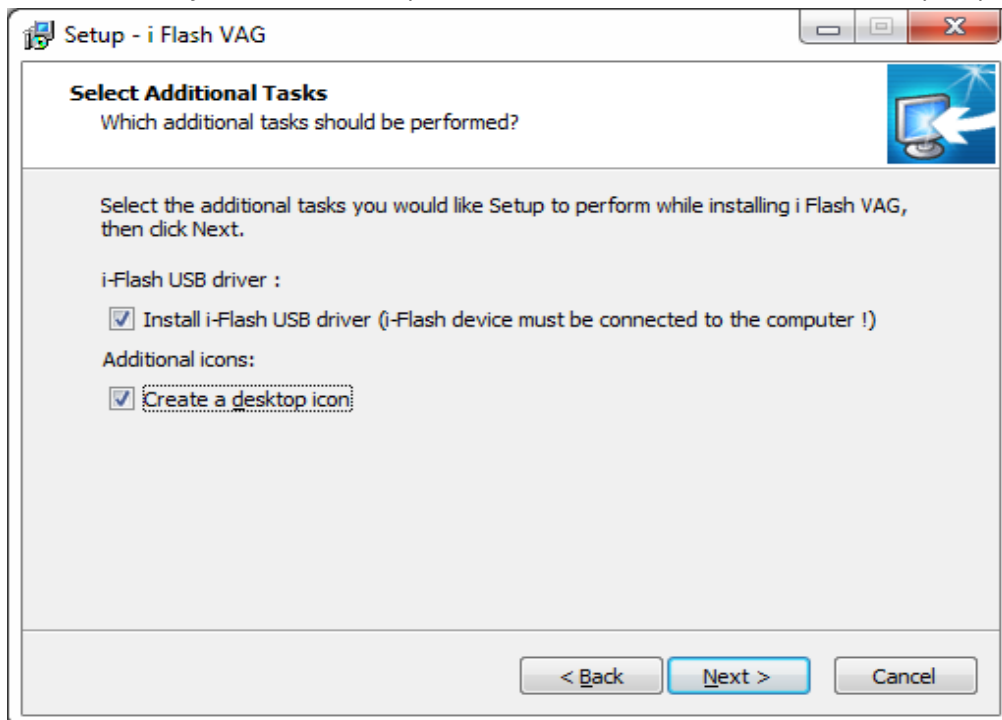 Setup - i Flash VAG
Select Additional Tasks
Which additional tasks should be performed?
Select the additional tasks you would like Setup to perform while installing i Flash VAG,
then click Next.
i-Flash USB driver :
Install i-Flash USB driver (i-Flash device must be connected to the computer !)
Additional icons:
Create a desktop icon
< Back
Next >
Cancel